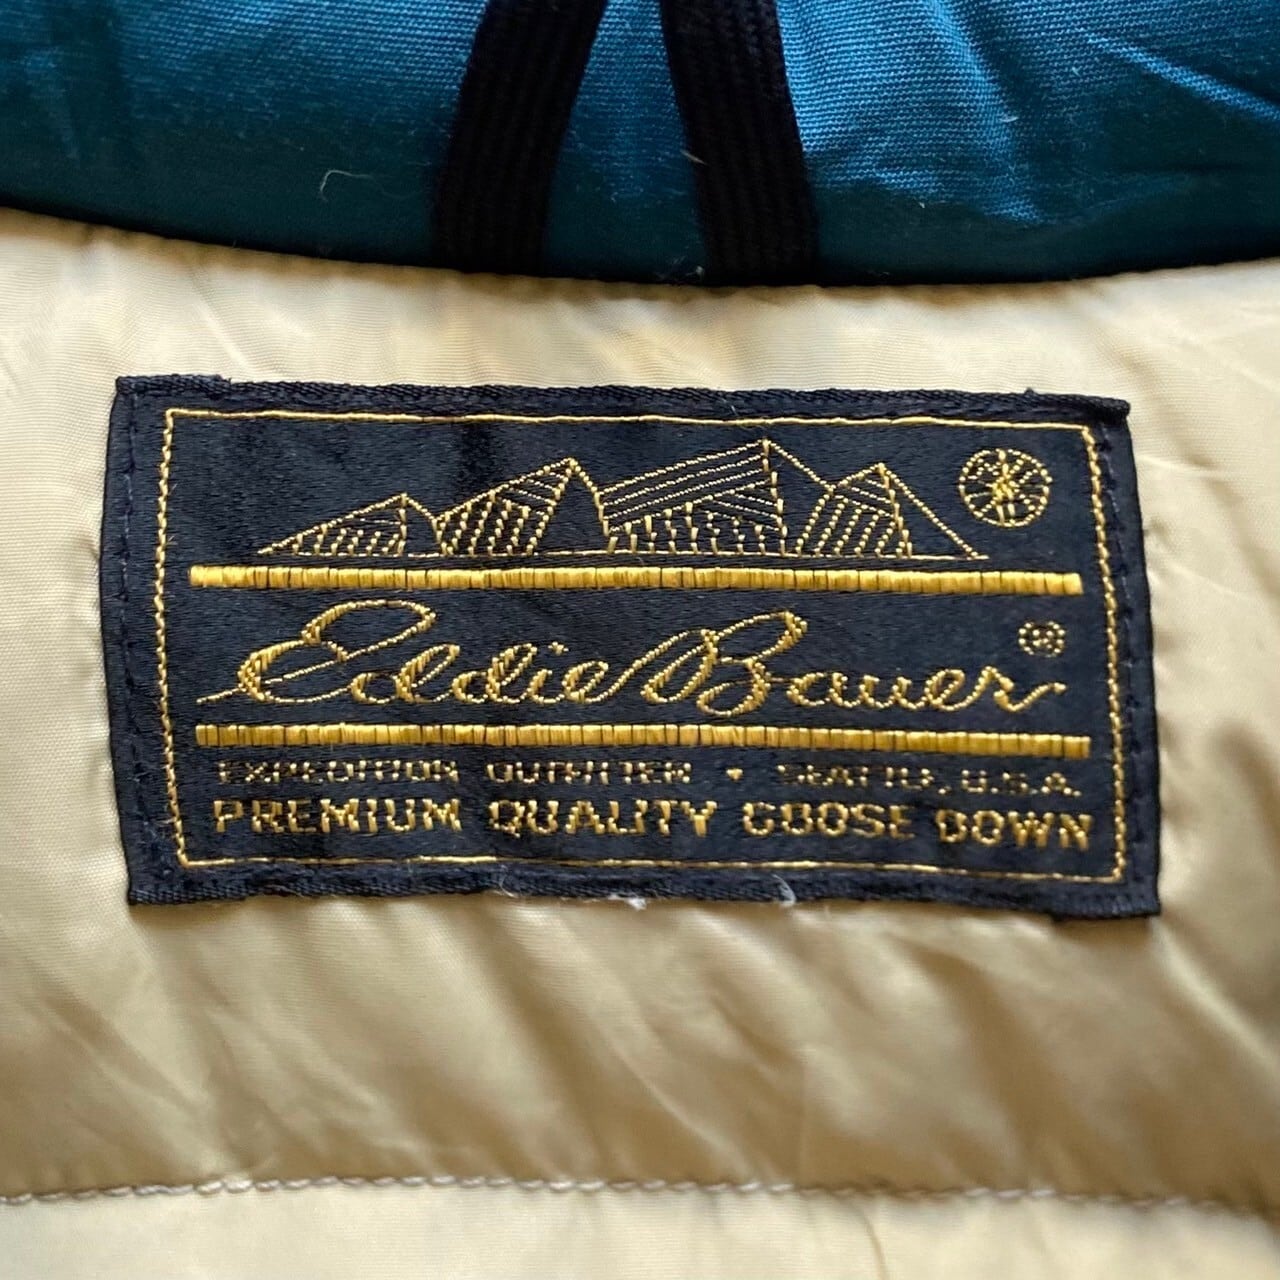 Eddie Bauer®
EXPEDITION OUTFITTER • SEATTLE, U.S.A.
PREMIUM QUALITY GOOSE DOWN